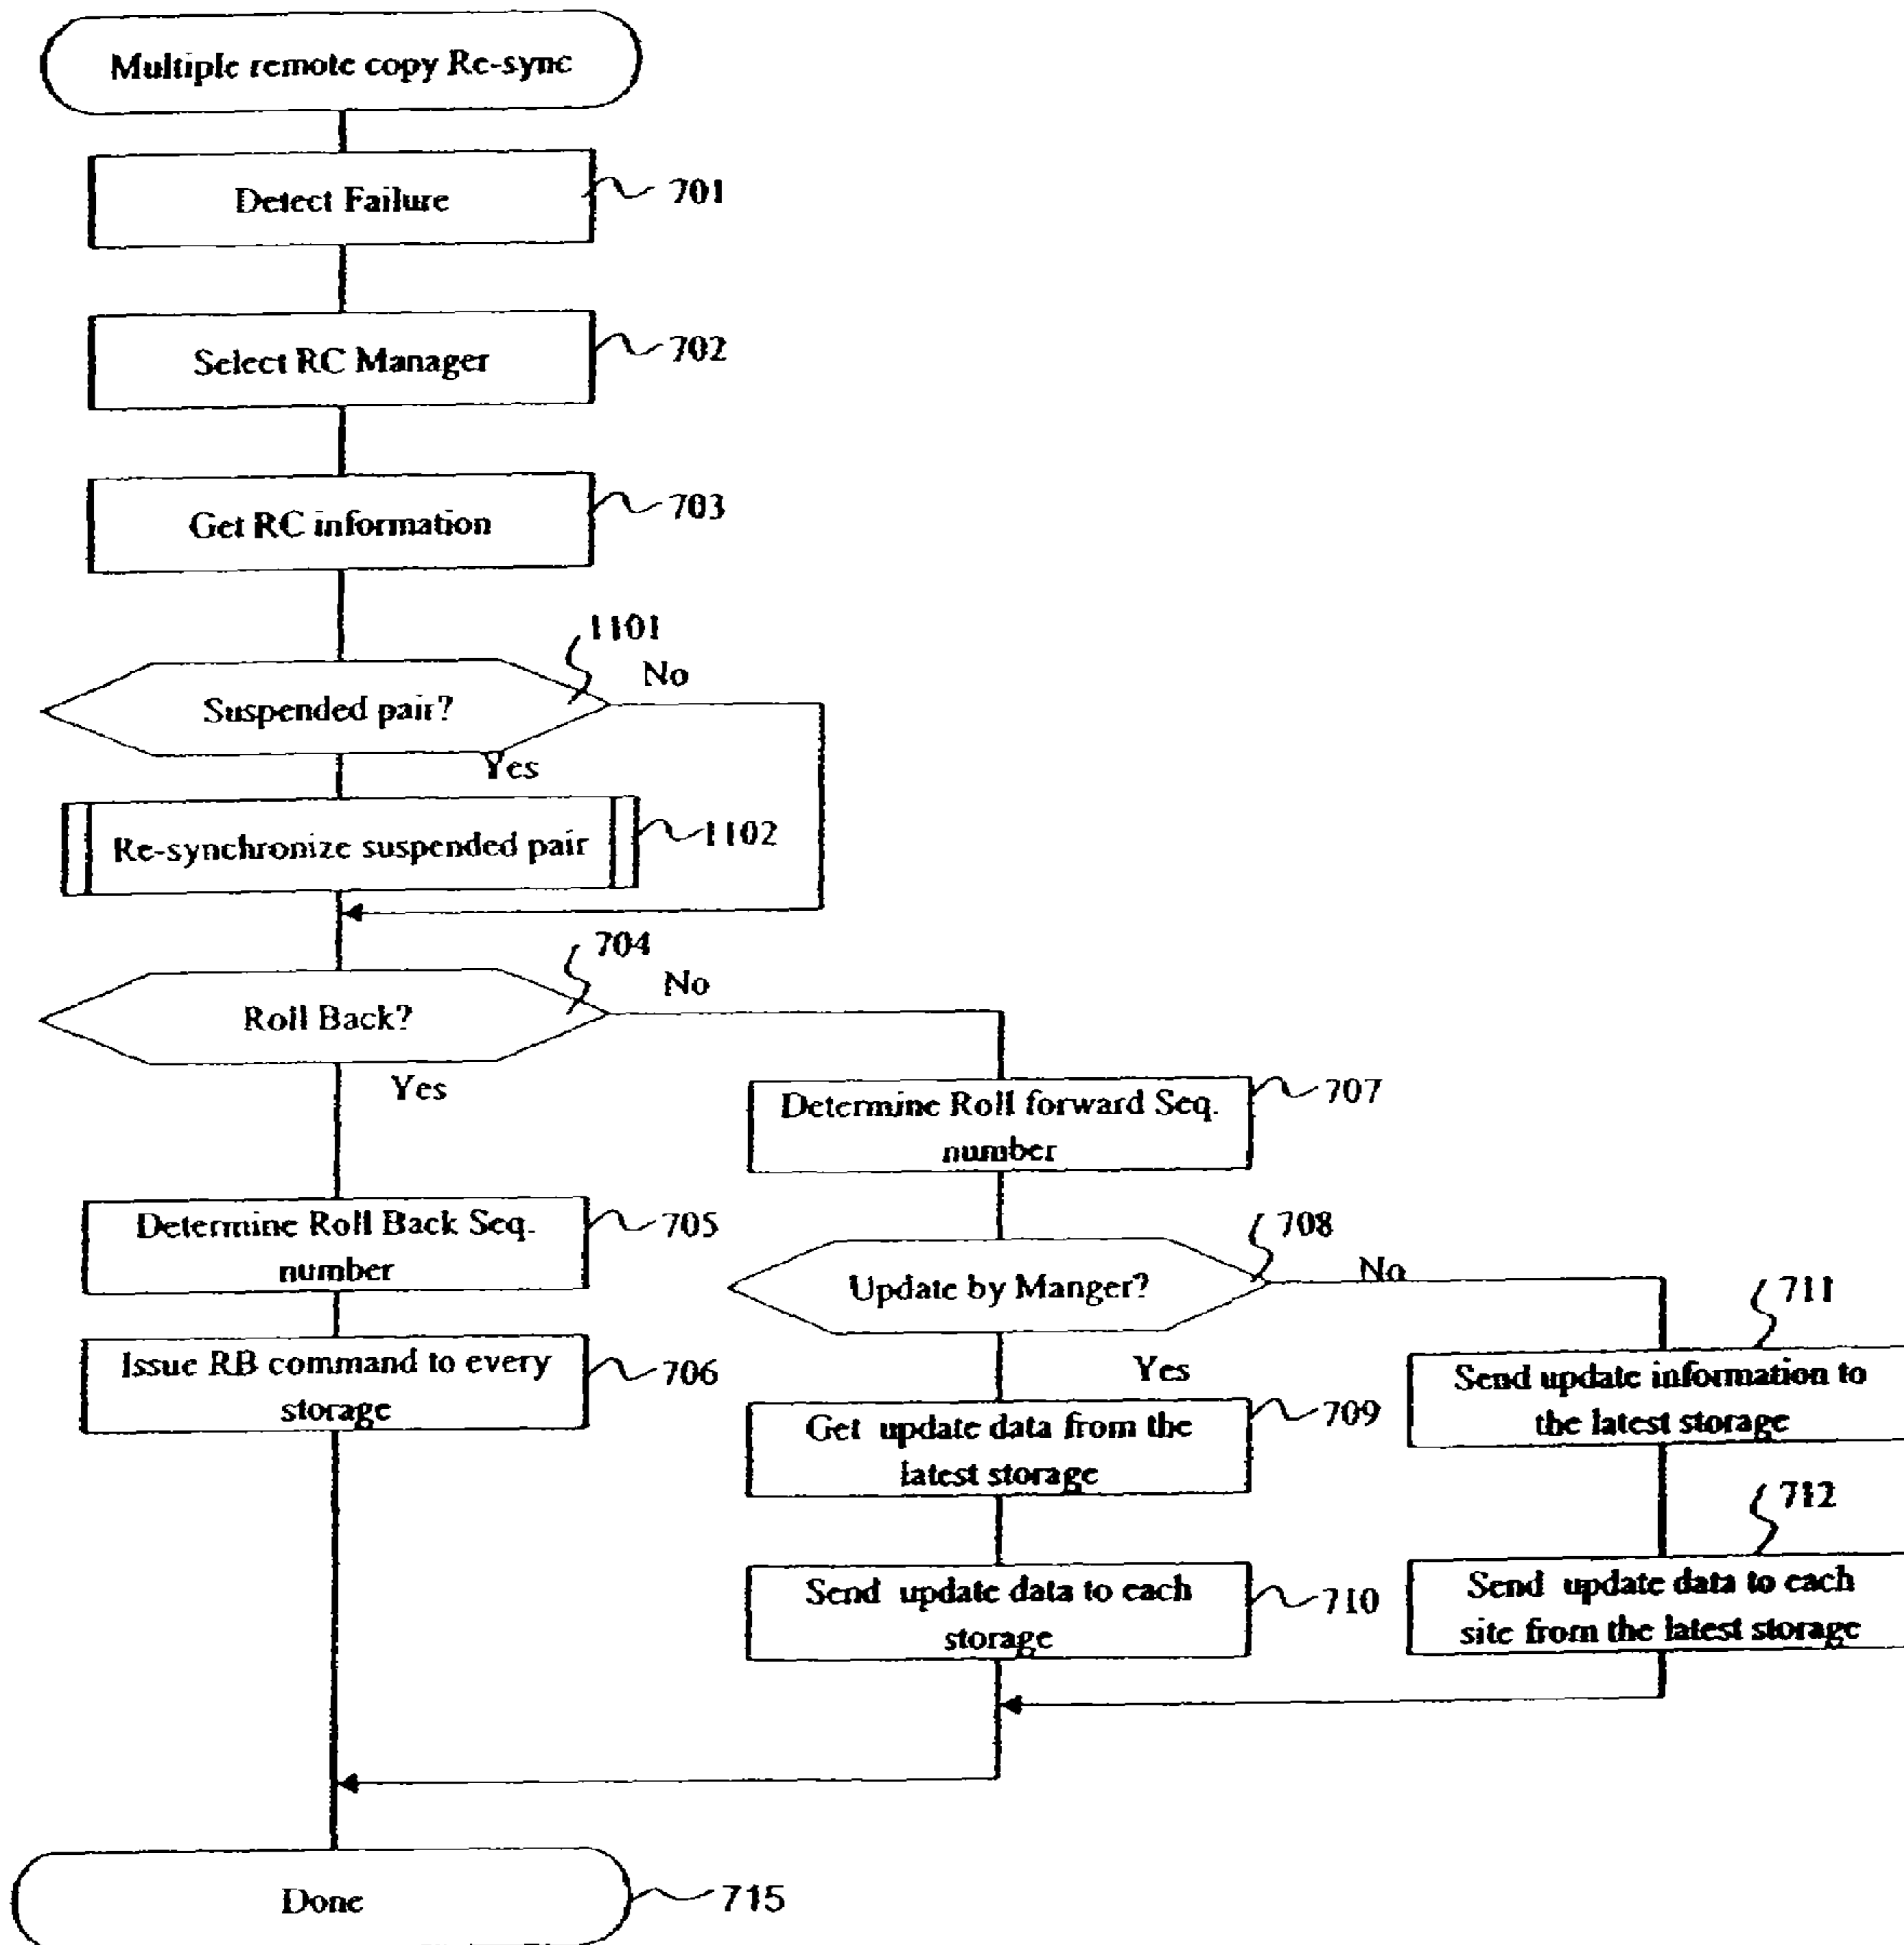 Multiple remote copy Re-sync
Detect Failure
701
Select RC Manager
702
Get RC information
703
1101
Suspended pair?
No
Yes
Re-synchronize suspended pair
1102
704
Roll Back?
No
Yes
Determine Roll forward Seq.
number
707
Determine Roll Back Seq.
number
705
708
Update by Manger?
No
Yes
711
Issue RB command to every
storage
706
Get update data from the
latest storage
709
Send update information to
the latest storage
712
Send update data to each
storage
710
Send update data to each
site from the latest storage
Done
715